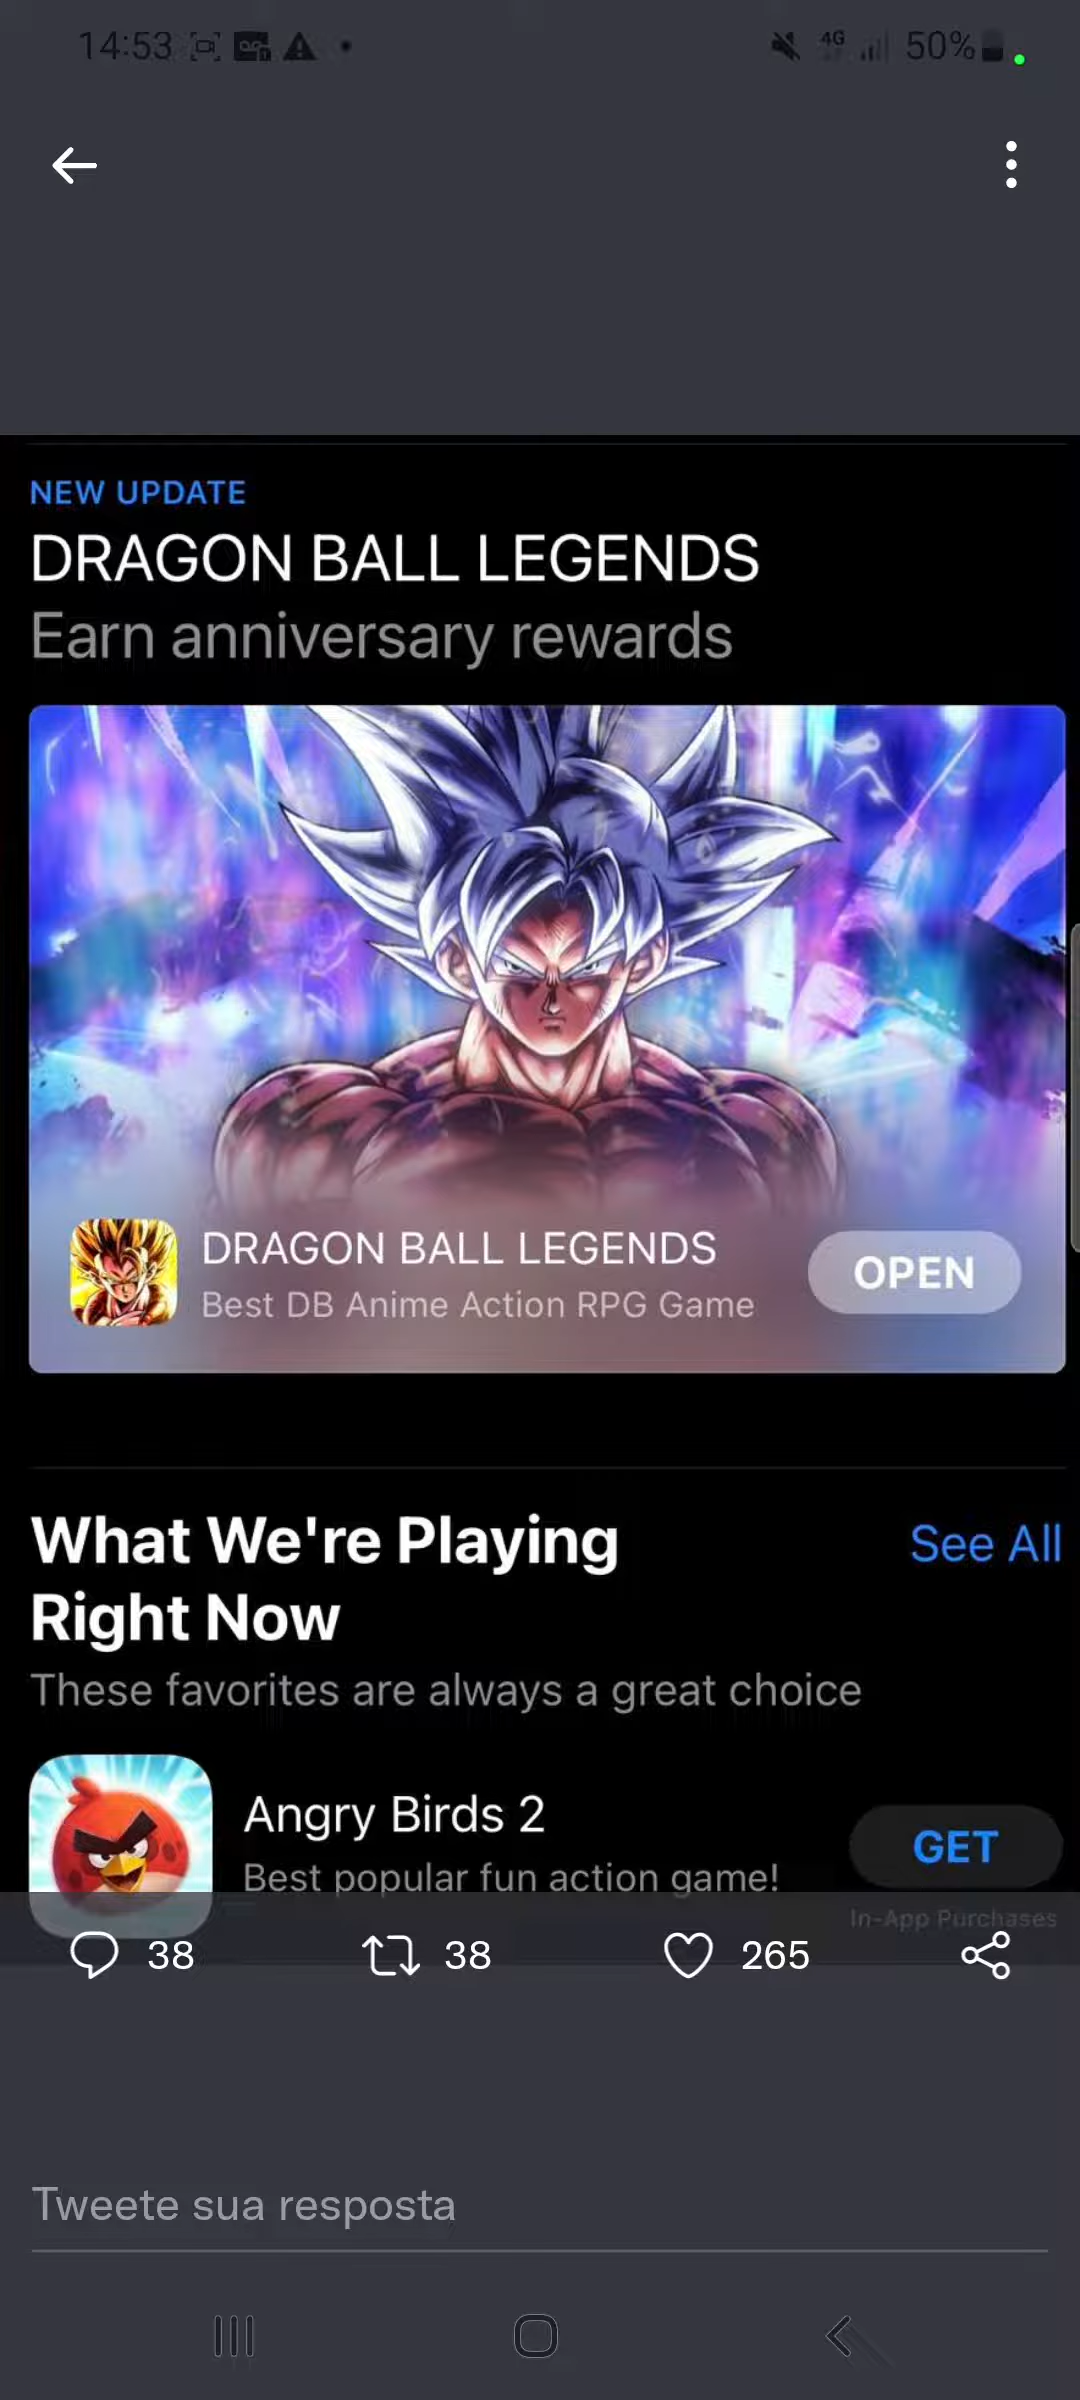 14:53
4G
50%
NEW UPDATE
DRAGON BALL LEGENDS
Earn anniversary rewards
DRAGON BALL LEGENDS
Best DB Anime Action RPG Game
OPEN
What We're Playing
Right Now
See All
These favorites are always a great choice
Angry Birds 2
Best popular fun action game!
GET
In-App Purchases
38
38
265
Tweete sua resposta